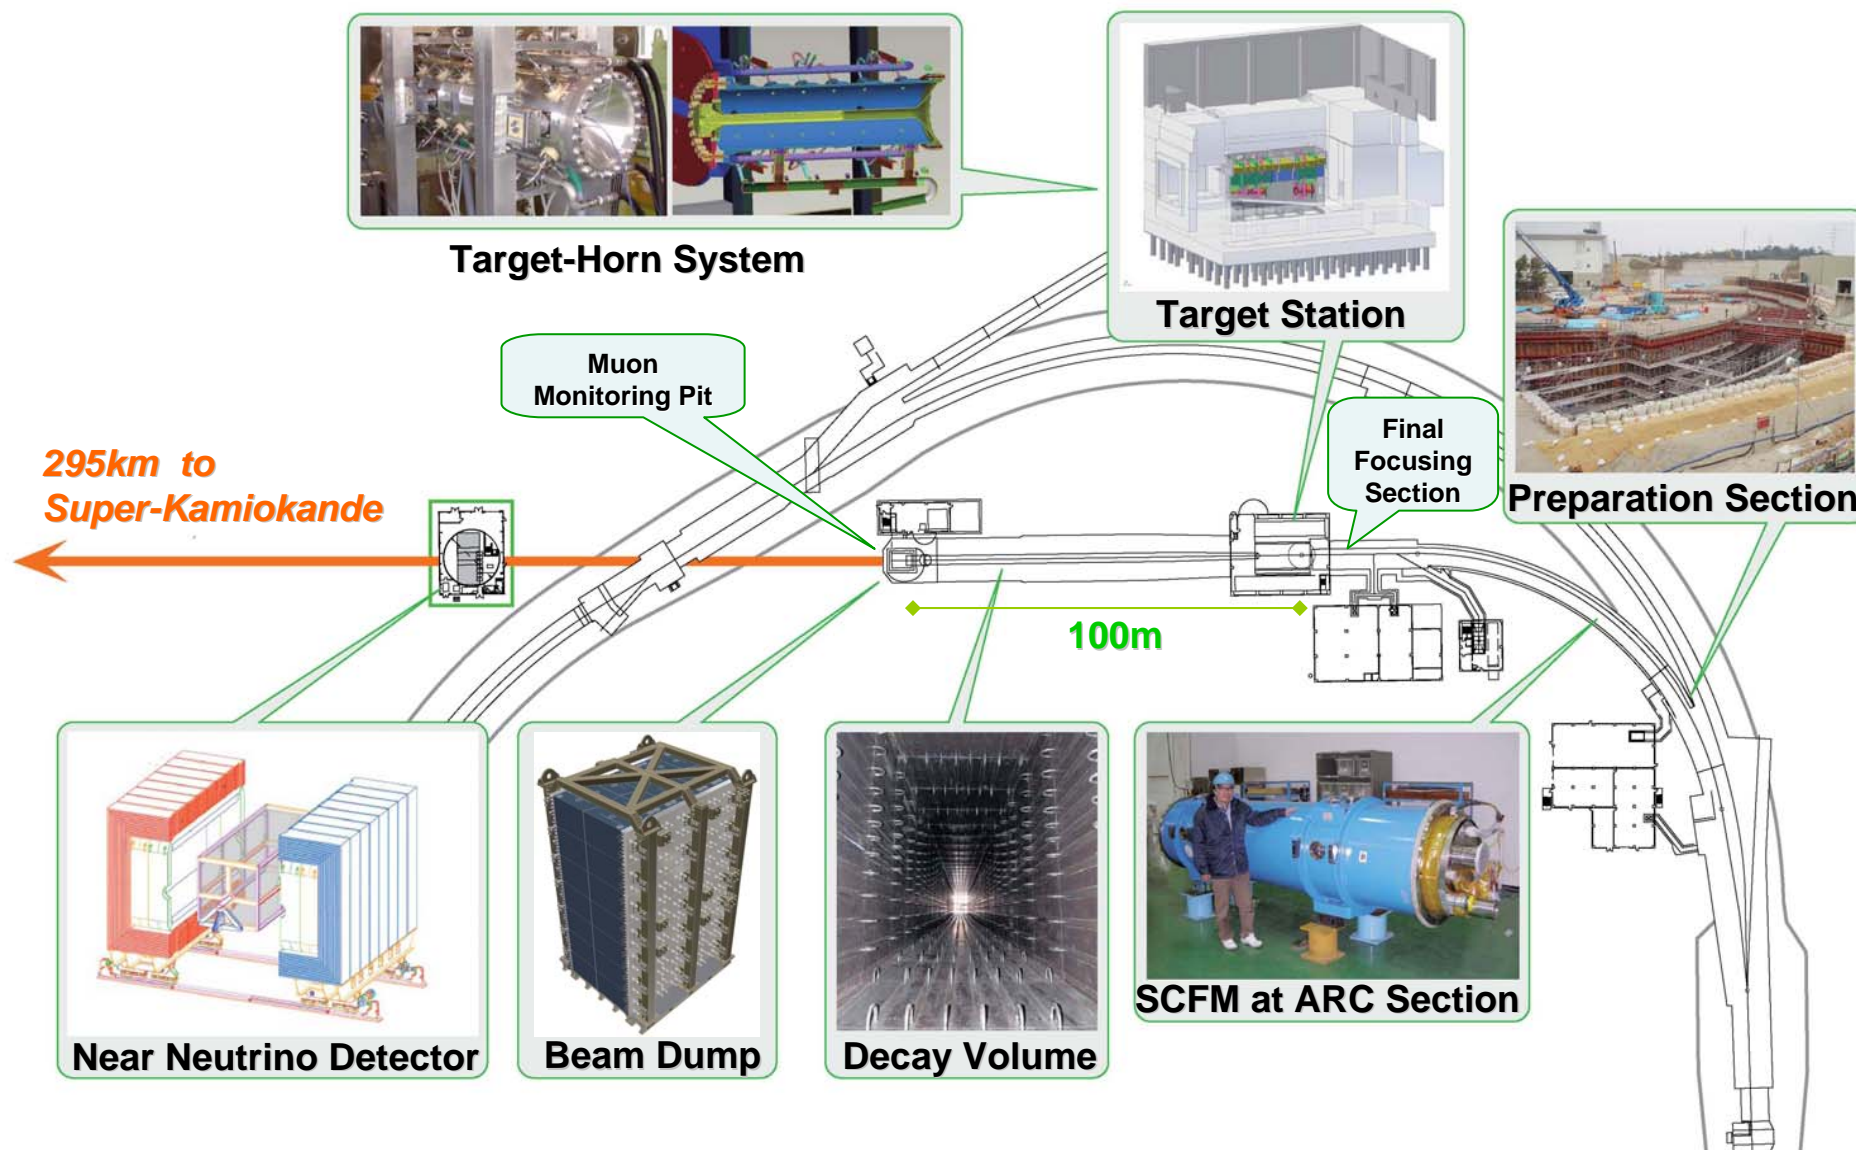 Target-Horn System
Target Station
Muon
Monitoring Pit
Final
Focusing
Section
Preparation Section
295km to
Super-Kamiokande
100m
Near Neutrino Detector
Beam Dump
Decay Volume
SCFM at ARC Section